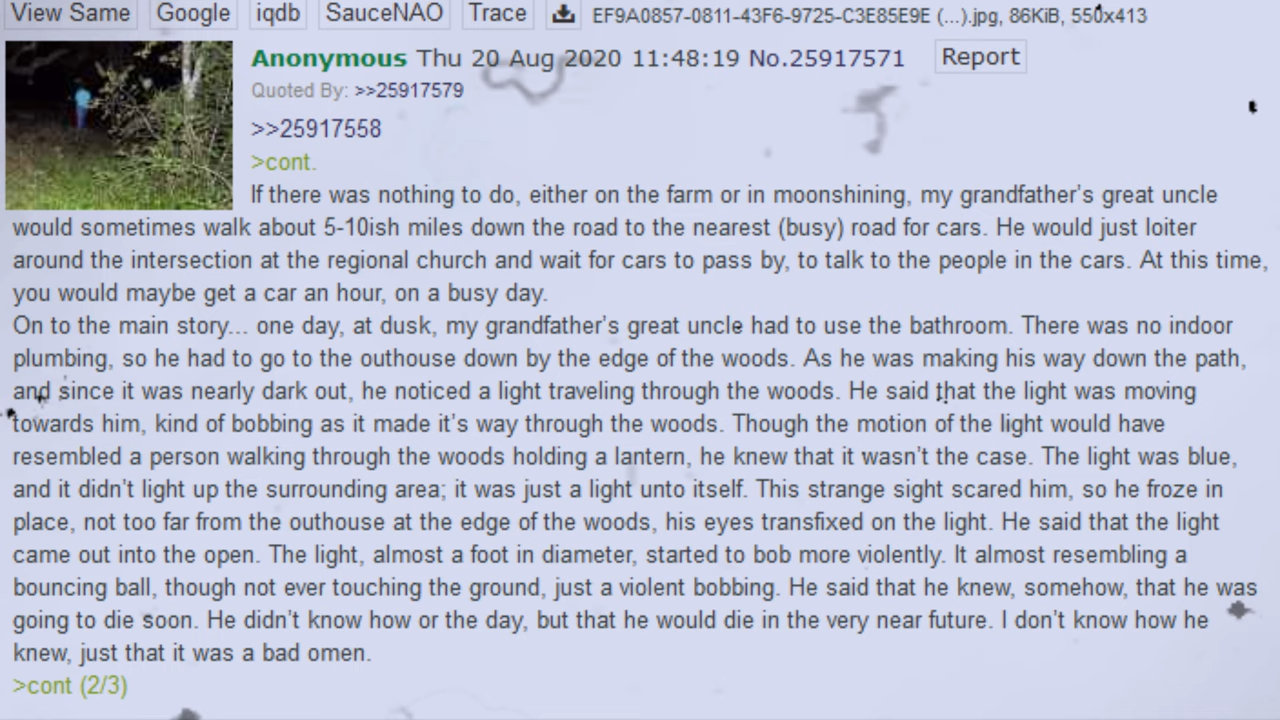 View Same Google iqdb SauceNAO Trace EF9A0857-0811-43F6-9725-C3E85E9E (...).jpg, 86KiB, 550x413
Anonymous Thu 20 Aug 2020 11:48:19 No.25917571 Report
Quoted By: >>25917579
>>25917558
>cont.
If there was nothing to do, either on the farm or in moonshining, my grandfather's great uncle
would sometimes walk about 5-10ish miles down the road to the nearest (busy) road for cars. He would just loiter
around the intersection at the regional church and wait for cars to pass by, to talk to the people in the cars. At this time,
you would maybe get a car an hour, on a busy day.
On to the main story... one day, at dusk, my grandfather's great uncle had to use the bathroom. There was no indoor
plumbing, so he had to go to the outhouse down by the edge of the woods. As he was making his way down the path,
and since it was nearly dark out, he noticed a light traveling through the woods. He said that the light was moving
towards him, kind of bobbing as it made it's way through the woods. Though the motion of the light would have
resembled a person walking through the woods holding a lantern, he knew that it wasn't the case. The light was blue,
and it didn't light up the surrounding area; it was just a light unto itself. This strange sight scared him, so he froze in
place, not too far from the outhouse at the edge of the woods, his eyes transfixed on the light. He said that the light
came out into the open. The light, almost a foot in diameter, started to bob more violently. It almost resembling a
bouncing ball, though not ever touching the ground, just a violent bobbing. He said that he knew, somehow, that he was
going to die soon. He didn't know how or the day, but that he would die in the very near future. I don't know how he
knew, just that it was a bad omen.
>cont (2/3)